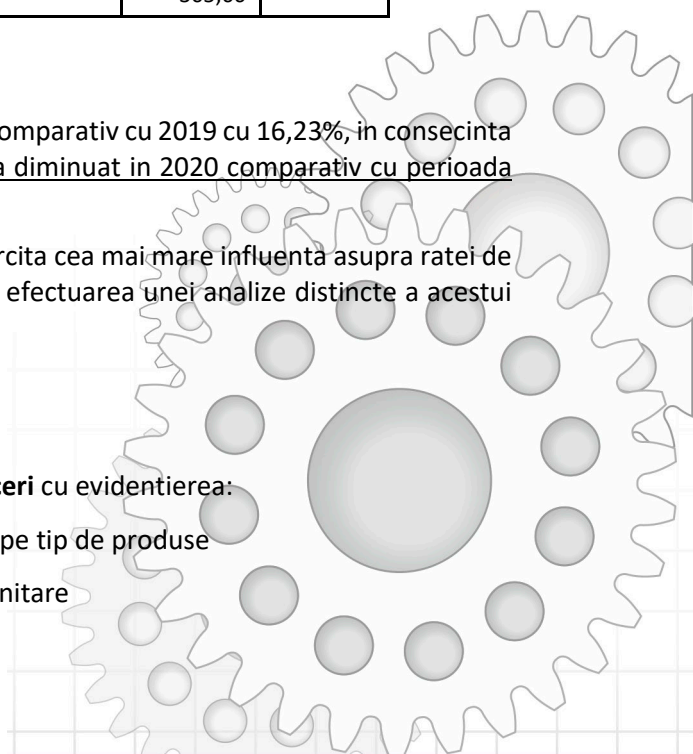 omparativ cu 2019 cu 16,23%, in consecinta
a diminuat in 2020 comparativ cu perioada
rcita cea mai mare influenta asupra ratei de
efectuarea unei analize distincte a acestui
ceri cu evidentierea:
pe tip de produse
nitare